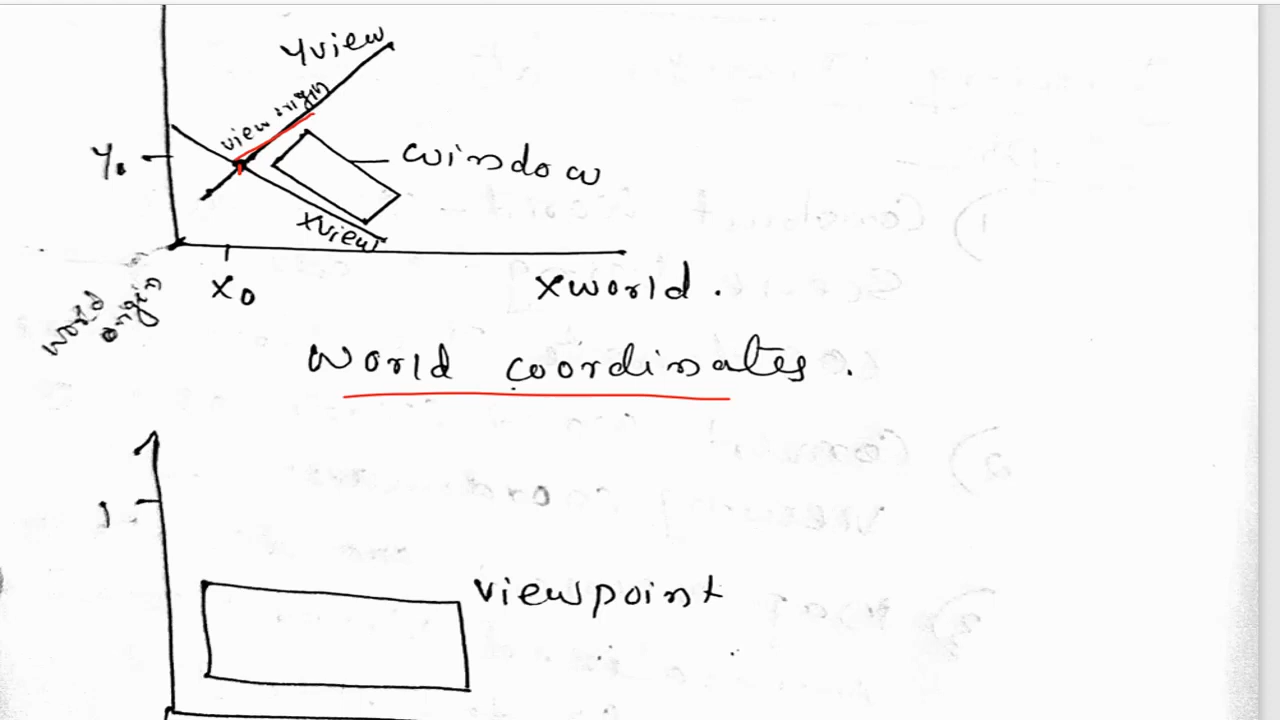 Yview
view origin
Y0
window
xview
X0
Xworld.
world
origin
World coordinates.
1
viewpoint